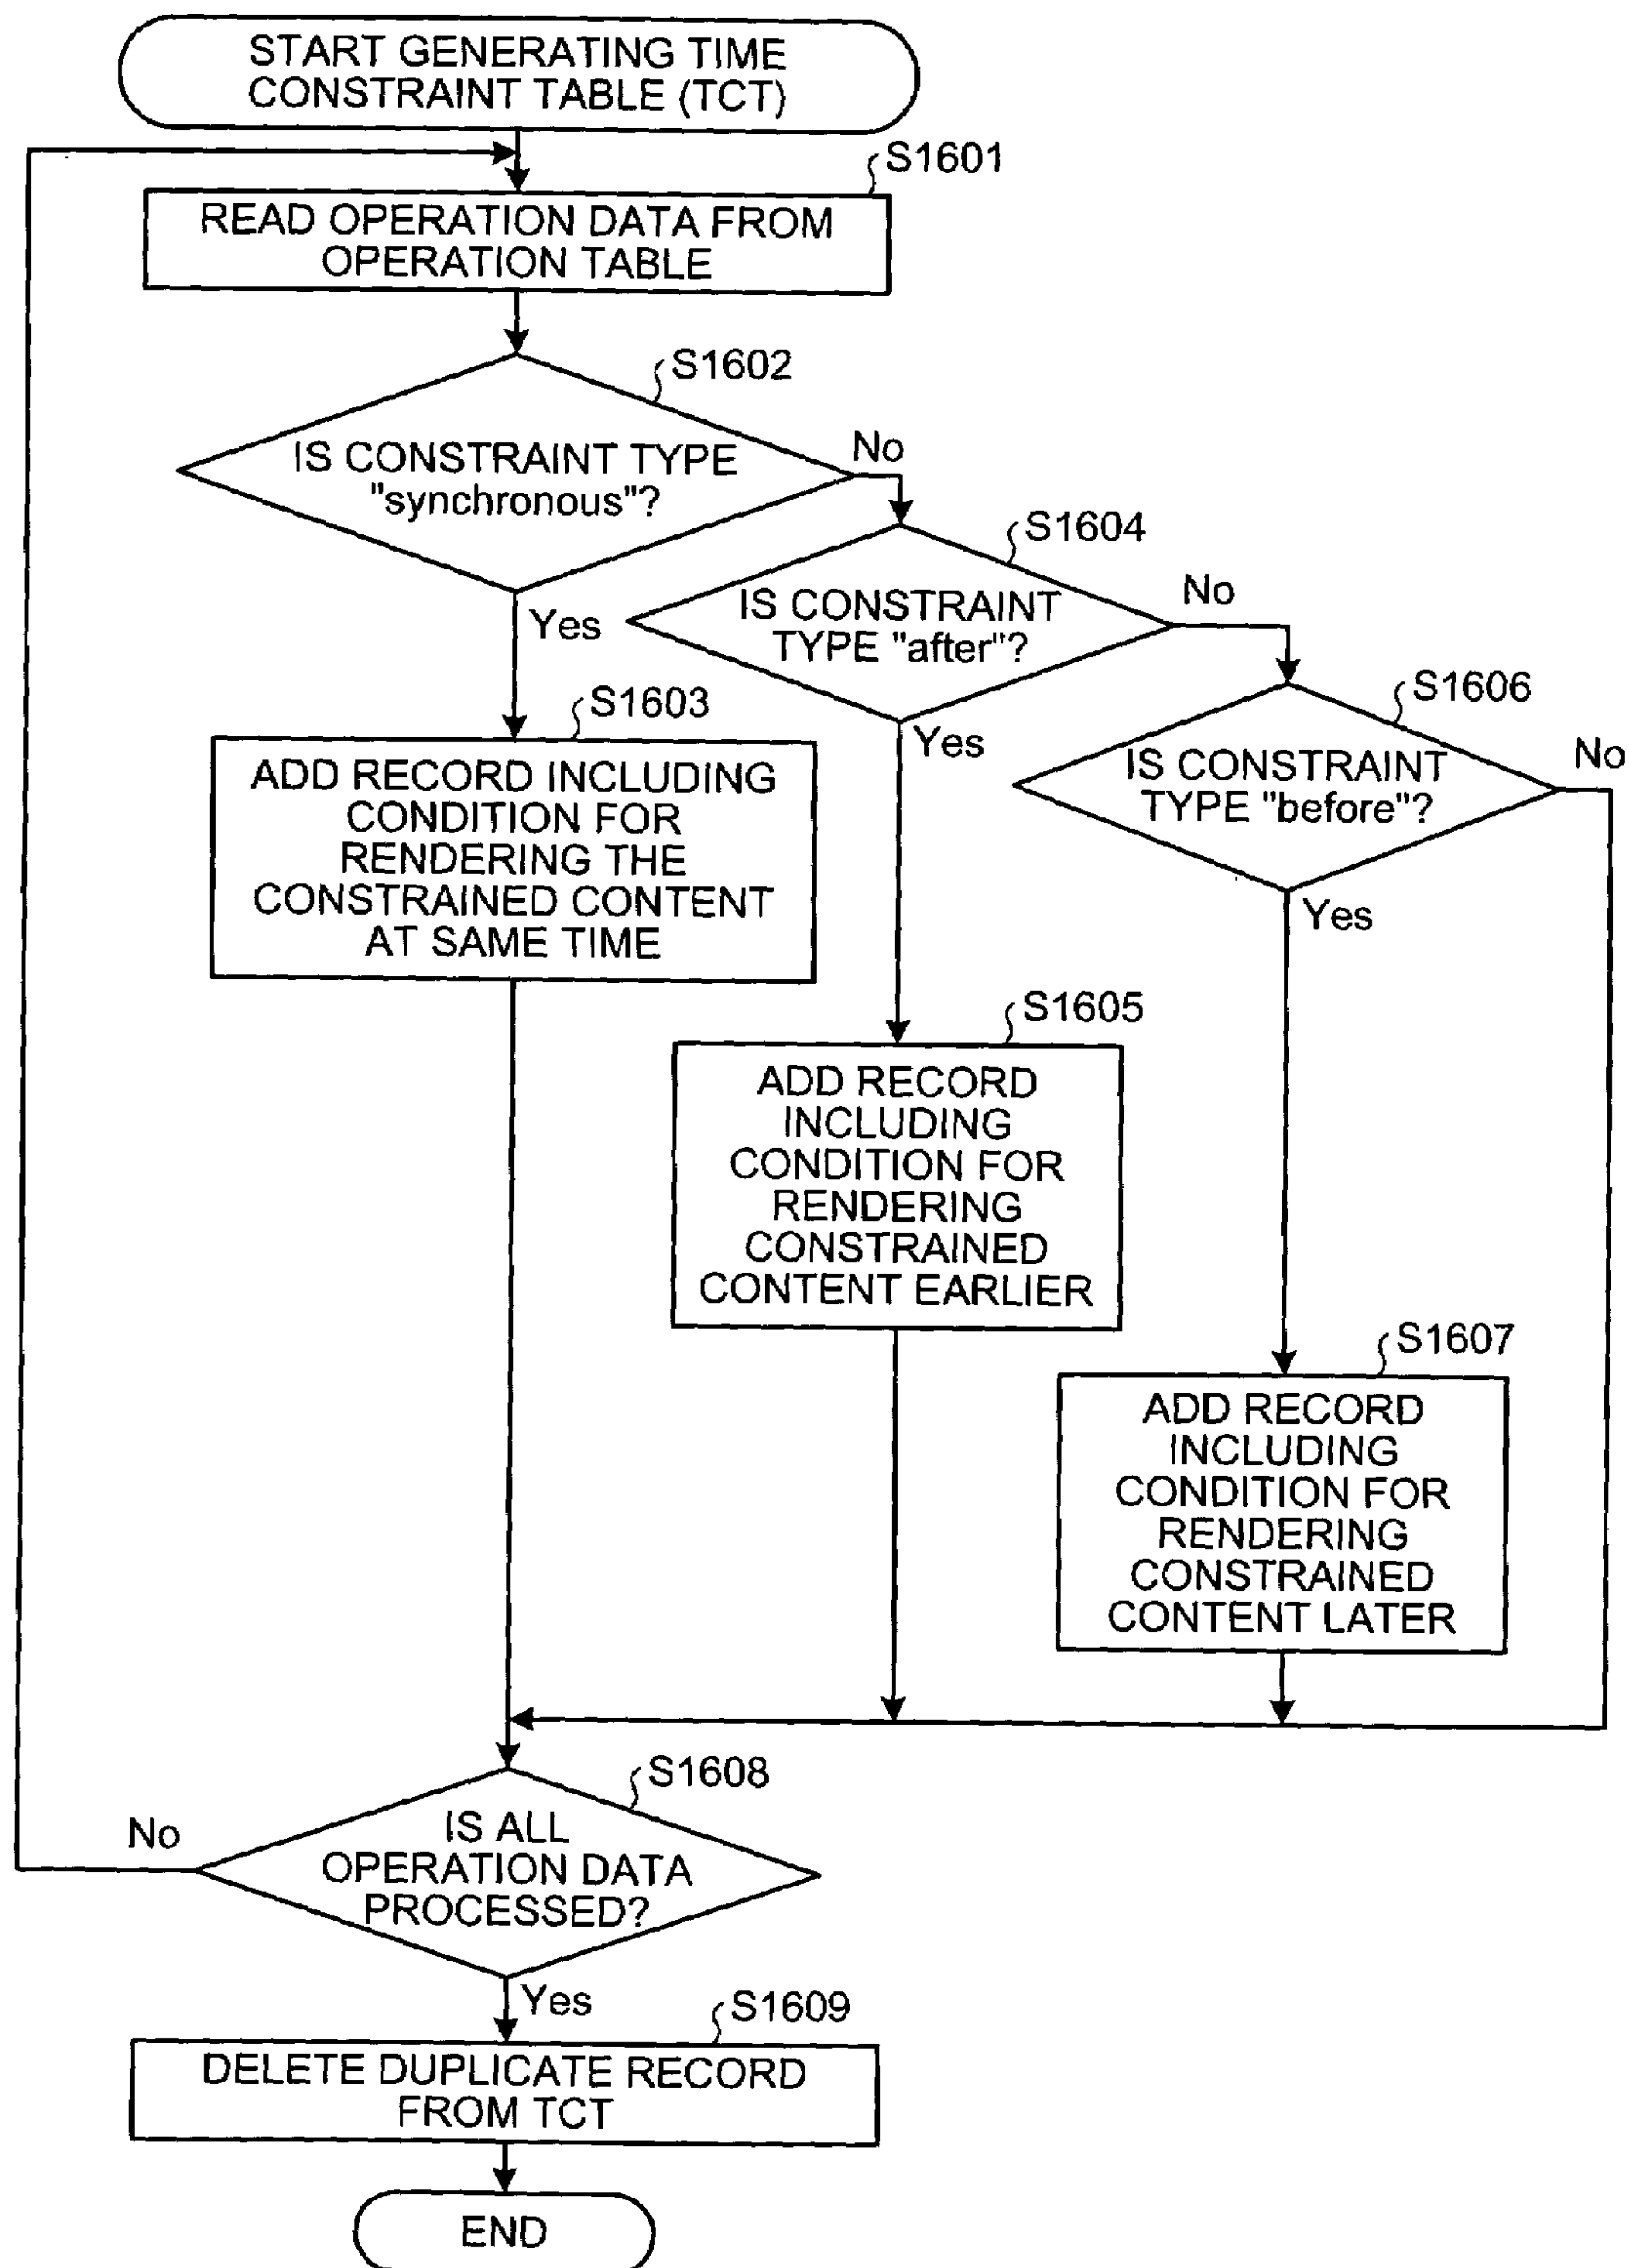 START GENERATING TIME
CONSTRAINT TABLE (TCT)
S1601
READ OPERATION DATA FROM
OPERATION TABLE
S1602
IS CONSTRAINT TYPE
"synchronous"?
No
Yes
S1604
IS CONSTRAINT
TYPE "after"?
No
Yes
S1606
IS CONSTRAINT
TYPE "before"?
No
Yes
S1603
ADD RECORD INCLUDING
CONDITION FOR
RENDERING THE
CONSTRAINED CONTENT
AT SAME TIME
S1605
ADD RECORD
INCLUDING
CONDITION FOR
RENDERING
CONSTRAINED
CONTENT EARLIER
S1607
ADD RECORD
INCLUDING
CONDITION FOR
RENDERING
CONSTRAINED
CONTENT LATER
S1608
IS ALL
OPERATION DATA
PROCESSED?
No
Yes
S1609
DELETE DUPLICATE RECORD
FROM TCT
END